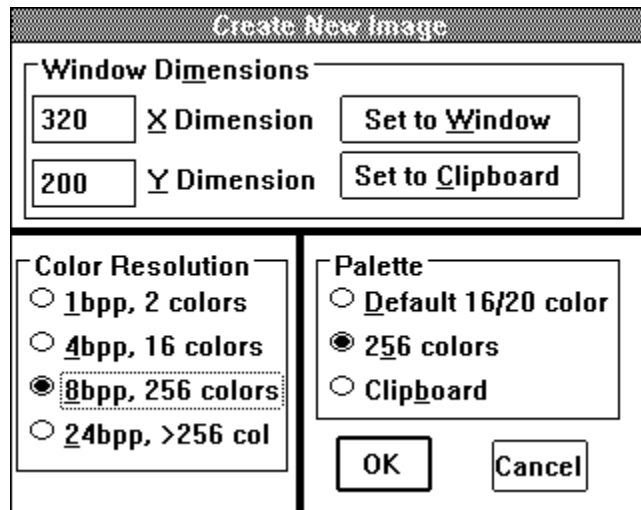 Create New Image
Window Dimensions
320 X Dimension Set to Window
200 Y Dimension Set to Clipboard
Color Resolution
1bpp, 2 colors
4bpp, 16 colors
8bpp, 256 colors
24bpp, >256 col
Palette
Default 16/20 color
256 colors
Clipboard
OK Cancel